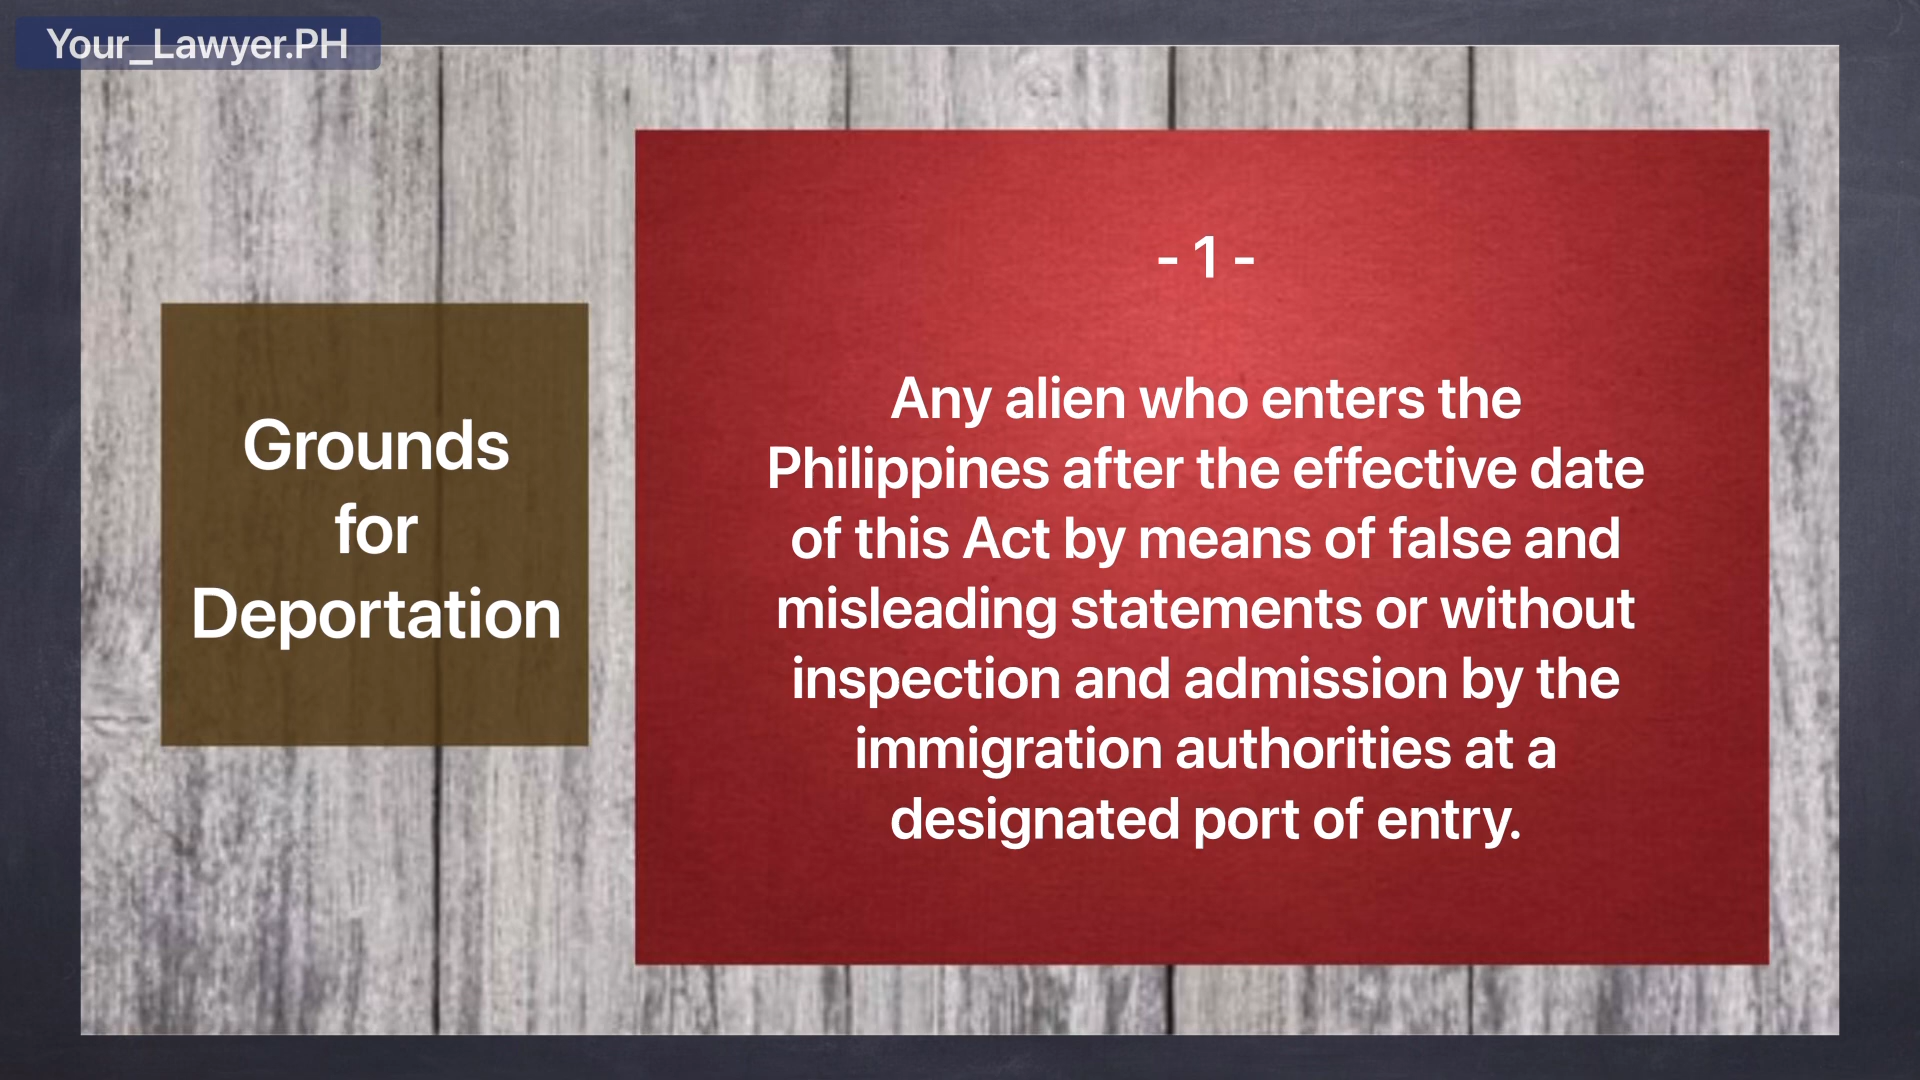 Your_Lawyer.PH
Grounds
for
Deportation
- 1 -
Any alien who enters the
Philippines after the effective date
of this Act by means of false and
misleading statements or without
inspection and admission by the
immigration authorities at a
designated port of entry.